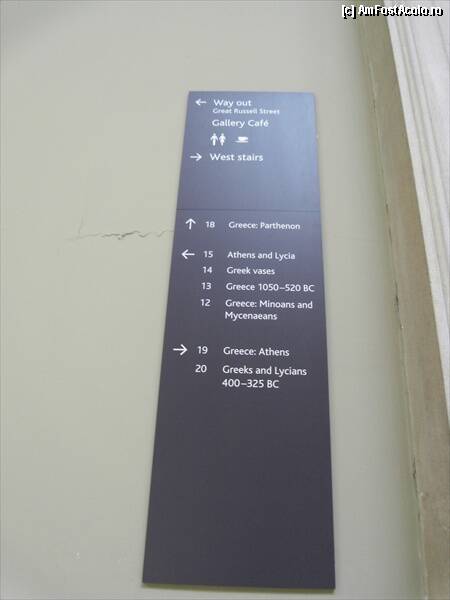 [c] AmFostAcolo.ro
← Way out
Great Russell Street
Gallery Café
→ West stairs
↑ 18 Greece: Parthenon
← 15 Athens and Lycia
14 Greek vases
13 Greece 1050–520 BC
12 Greece: Minoans and
Mycenaeans
→ 19 Greece: Athens
20 Greeks and Lycians
400–325 BC